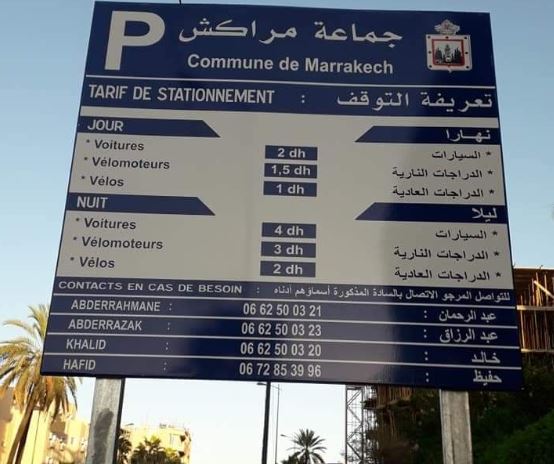 P جماعة مراكش
Commune de Marrakech
TARIF DE STATIONNEMENT : تعريفة التوقف
JOUR نهارا
* Voitures 2 dh * السيارات
* Vélomoteurs 1,5 dh * الدراجات النارية
* Vélos 1 dh * الدراجات العادية
NUIT ليلا
* Voitures 4 dh * السيارات
* Vélomoteurs 3 dh * الدراجات النارية
* Vélos 2 dh * الدراجات العادية
CONTACTS EN CAS DE BESOIN : للتواصل المرجو الاتصال بالسادة المذكورة أسماؤهم أدناه :
ABDERRAHMANE : 06 62 50 03 21 عبد الرحمان :
ABDERRAZAK : 06 62 50 03 23 عبد الرزاق :
KHALID : 06 62 50 03 20 خالد :
HAFID : 06 72 85 39 96 حفيظ :